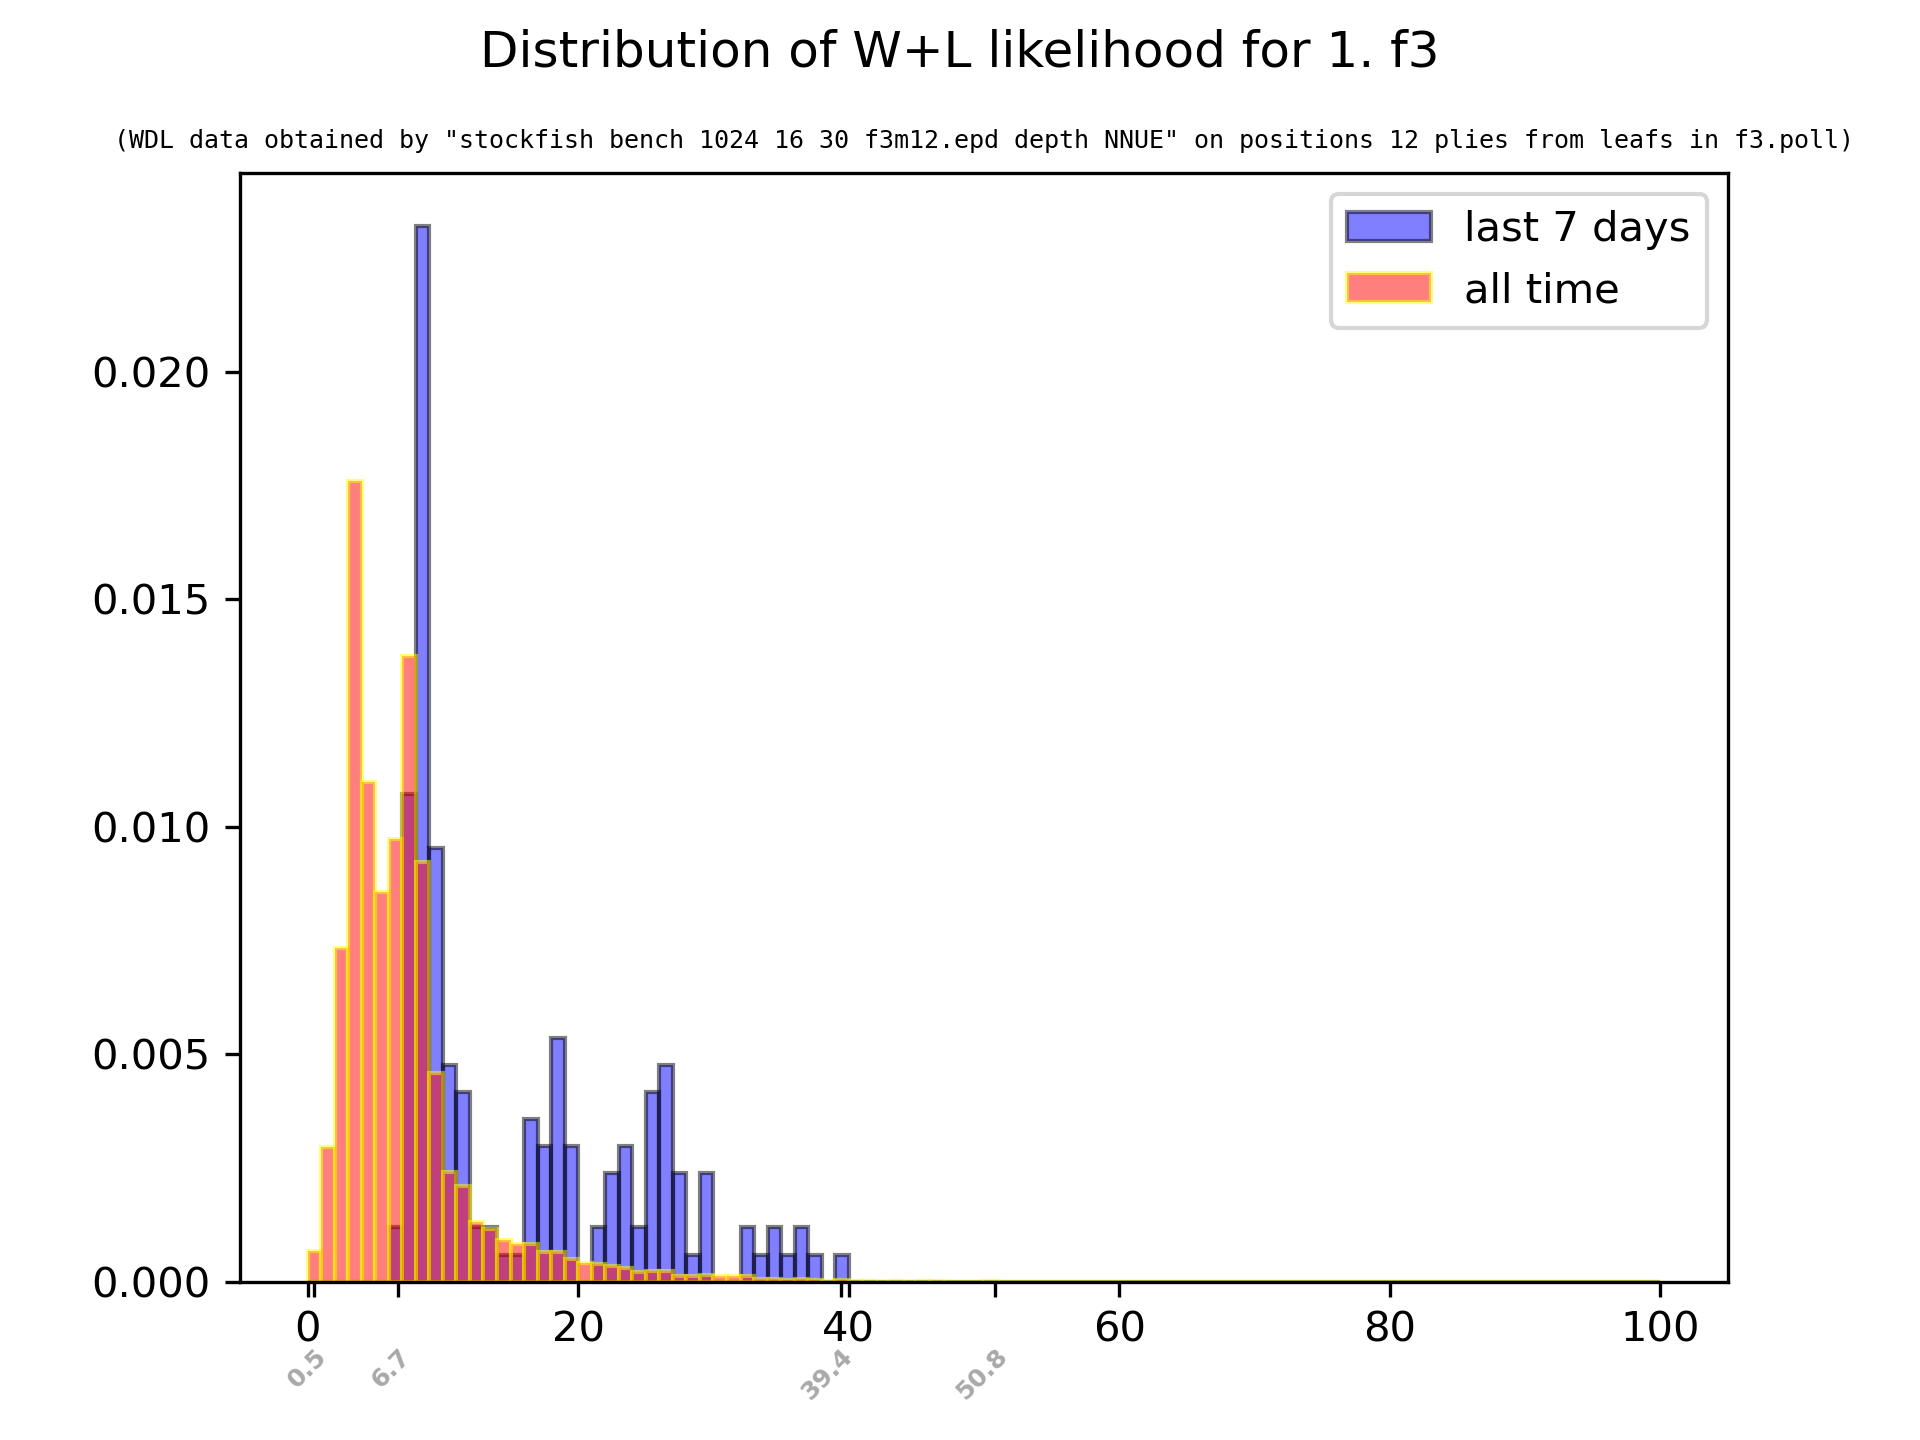 Distribution of W+L likelihood for 1. f3
(WDL data obtained by "stockfish bench 1024 16 30 f3m12.epd depth NNUE" on positions 12 plies from leafs in f3.poll)
last 7 days
all time
0.020
0.015
0.010
0.005
0.000
0 20 40 60 80 100
0.5 6.7 39.4 50.8